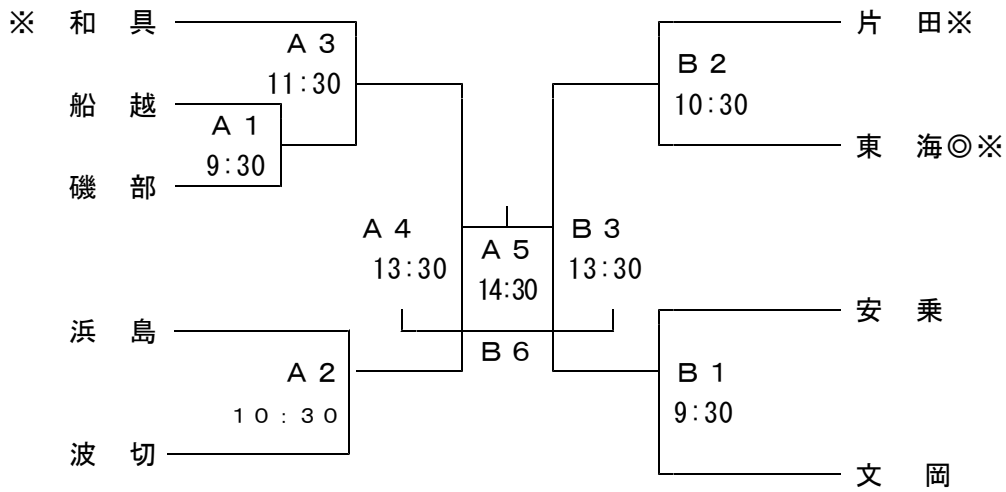 ※ 和 具
A 3
11:30
船 越
A 1
9:30
磯 部
片 田※
B 2
10:30
東 海◎※
A 4
13:30
A 5
14:30
B 3
13:30
B 6
浜 島
A 2
10:30
波 切
安 乗
B 1
9:30
文 岡